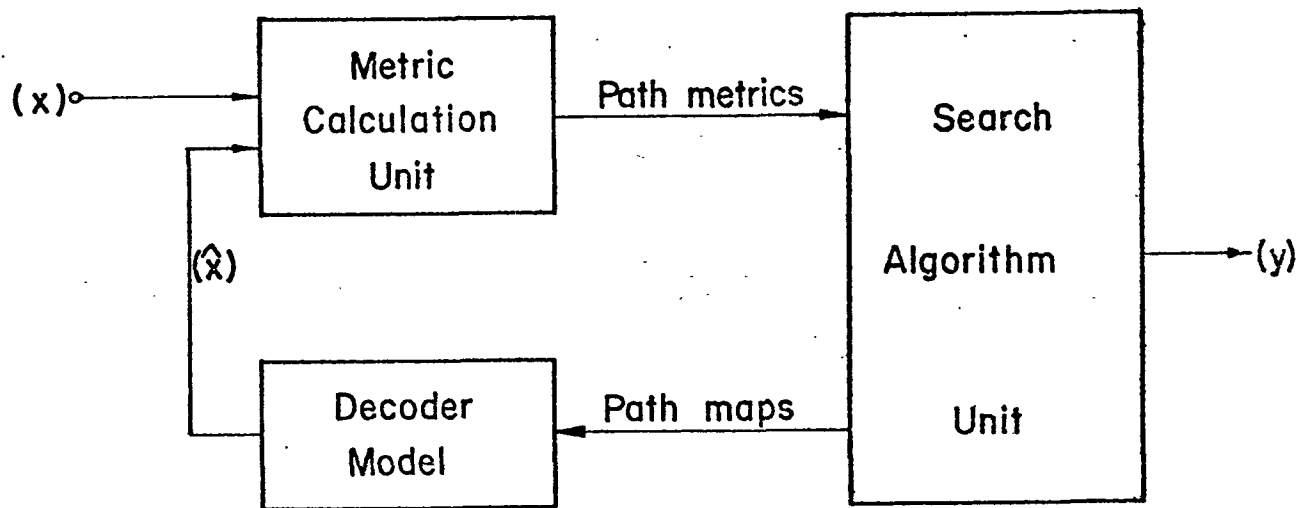 Metric
Calculation
Unit
(x)
Path metrics
Search
Algorithm
Unit
(x̂)
(y)
Decoder
Model
Path maps